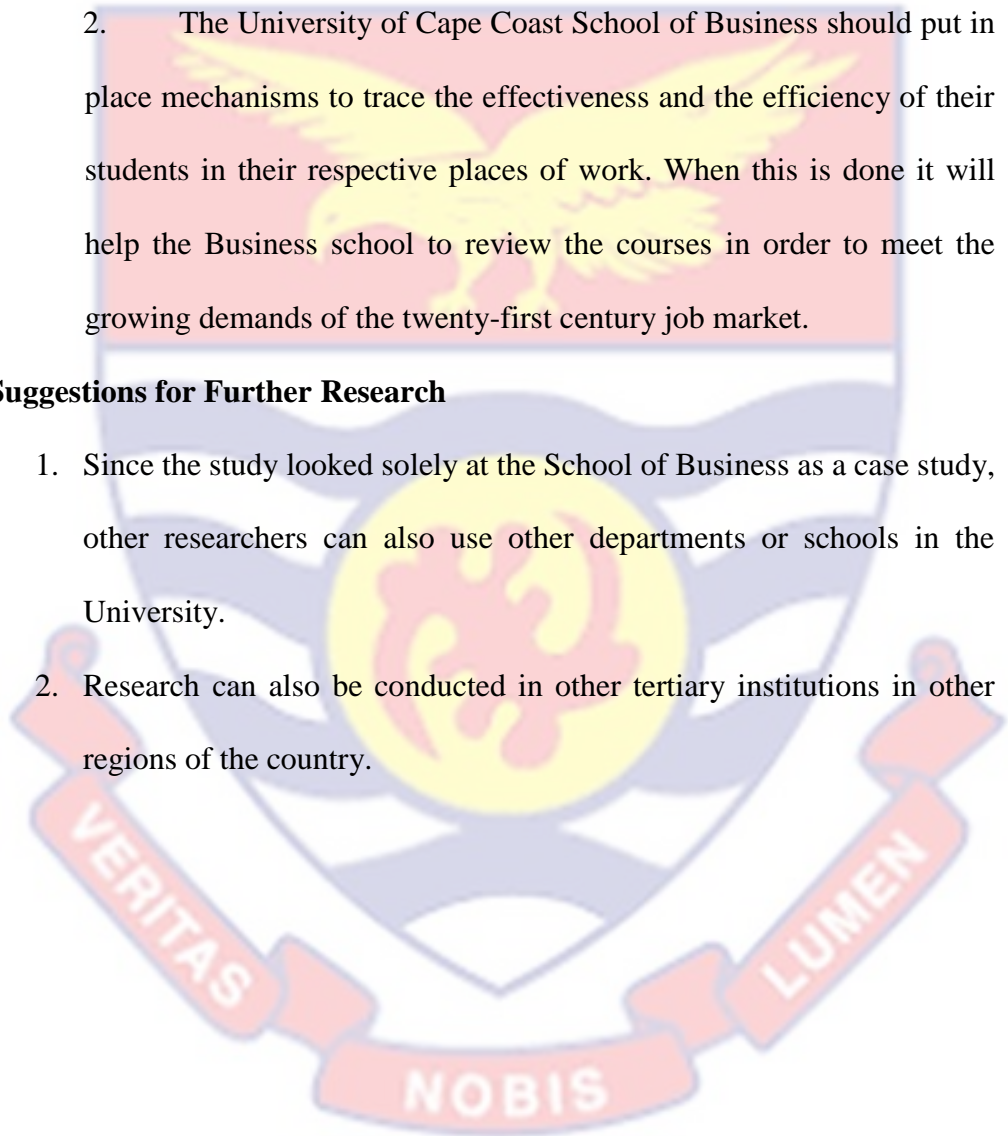 2. The University of Cape Coast School of Business should put in
place mechanisms to trace the effectiveness and the efficiency of their
students in their respective places of work. When this is done it will
help the Business school to review the courses in order to meet the
growing demands of the twenty-first century job market.
Suggestions for Further Research
1. Since the study looked solely at the School of Business as a case study,
other researchers can also use other departments or schools in the
University.
2. Research can also be conducted in other tertiary institutions in other
regions of the country.
VERITAS
NOBIS
LUMEN